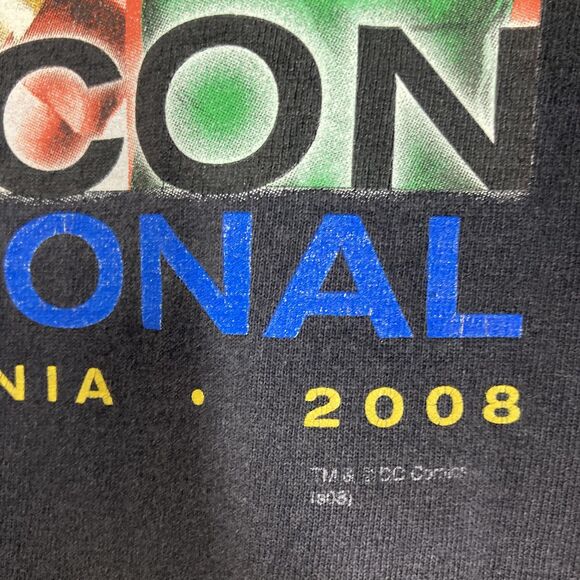 CON
ONAL
NIA . 2008
TM & © DC Comics
(s08)